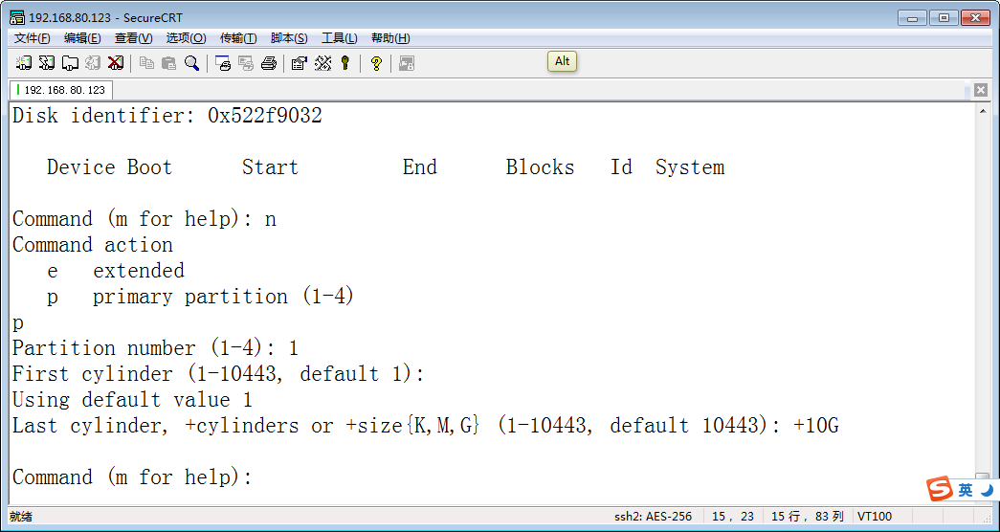 192.168.80.123 - SecureCRT
文件(F) 编辑(E) 查看(V) 选项(O) 传输(T) 脚本(S) 工具(L) 帮助(H)
Alt
192.168.80.123
Disk identifier: 0x522f9032
Device Boot Start End Blocks Id System
Command (m for help): n
Command action
e extended
p primary partition (1-4)
p
Partition number (1-4): 1
First cylinder (1-10443, default 1):
Using default value 1
Last cylinder, +cylinders or +size{K,M,G} (1-10443, default 10443): +10G
Command (m for help):
英
就绪 ssh2: AES-256 15, 23 15 行, 83 列 VT100